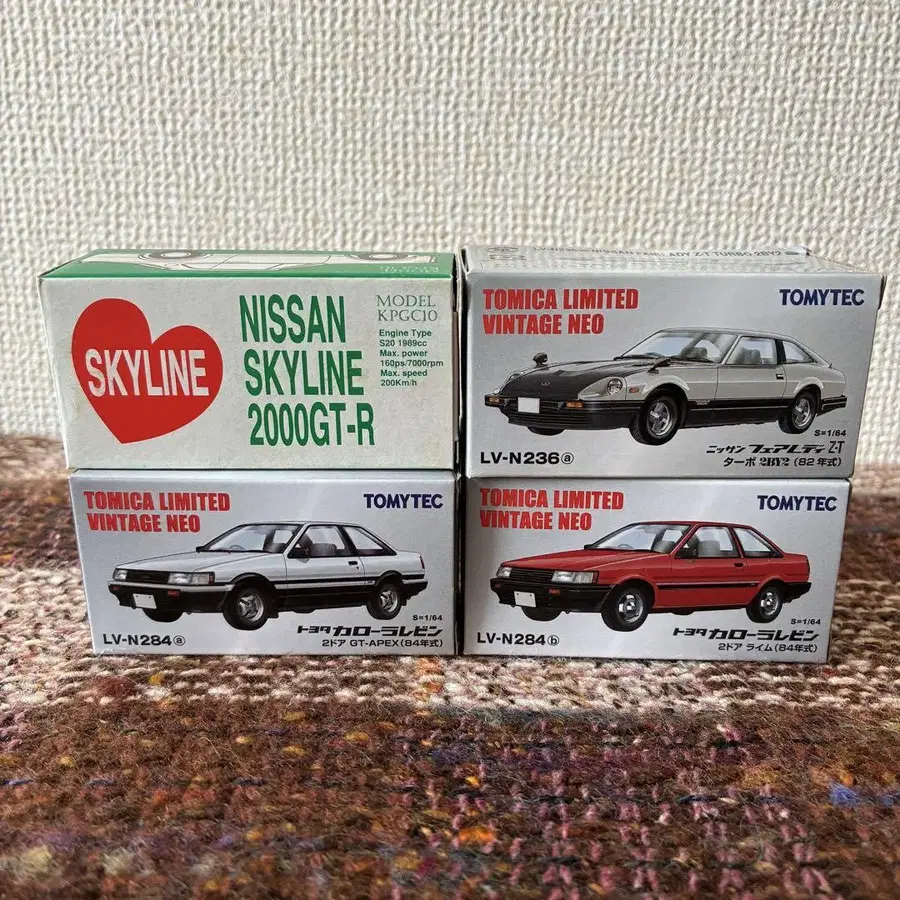 SKYLINE
NISSAN
SKYLINE
2000GT-R
MODEL
KPGC10
Engine Type
S20 1989cc
Max. power
160ps/7000rpm
Max. speed
200Km/h
TURBO 2BY2
TOMICA LIMITED
VINTAGE NEO
TOMYTEC
S=1/64
LV-N236ⓐ
ニッサン フェアレディ Z-T
ターボ 2BY2 (82年式)
TOMICA LIMITED
VINTAGE NEO
TOMYTEC
S=1/64
LV-N284ⓐ
トヨタ カローラレビン
2ドア GT-APEX (84年式)
TOMICA LIMITED
VINTAGE NEO
TOMYTEC
S=1/64
LV-N284ⓑ
トヨタ カローラレビン
2ドア ライム (84年式)